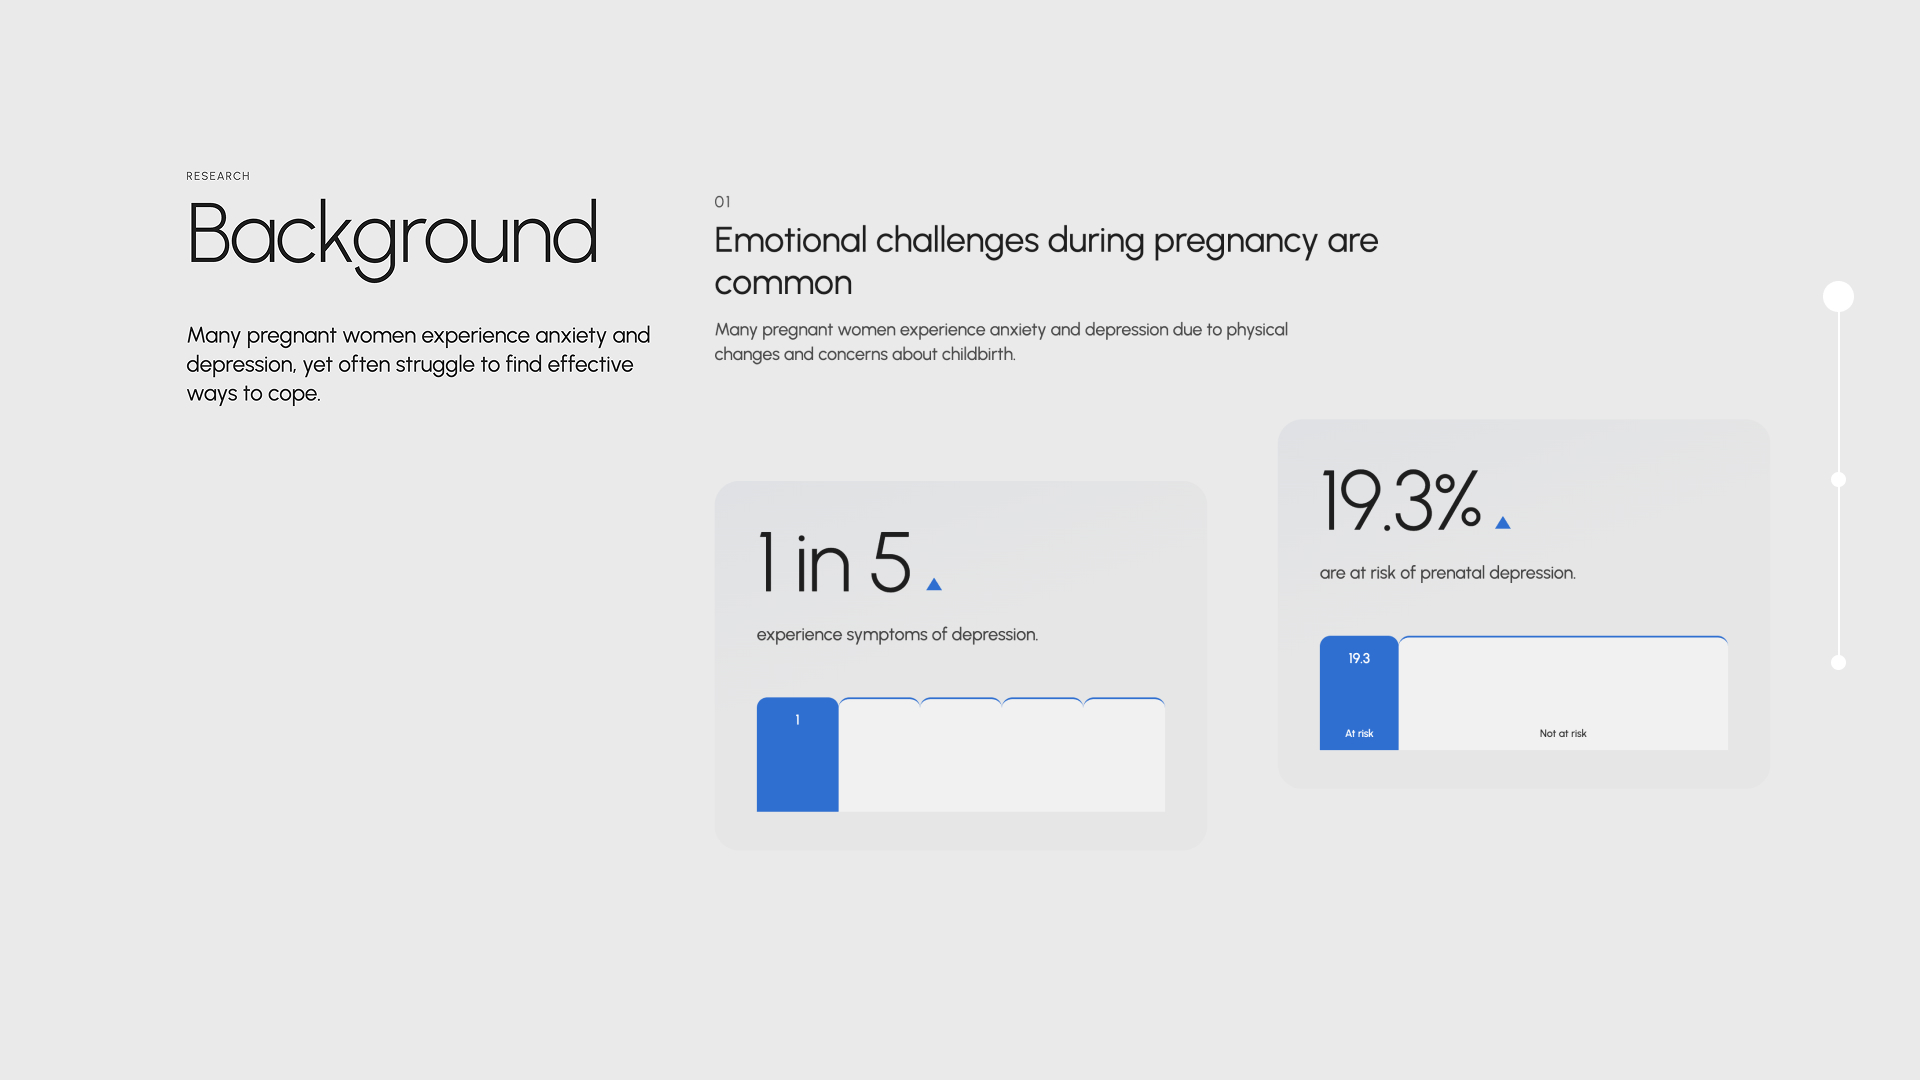 RESEARCH
Background
Many pregnant women experience anxiety and
depression, yet often struggle to find effective
ways to cope.
01
Emotional challenges during pregnancy are
common
Many pregnant women experience anxiety and depression due to physical
changes and concerns about childbirth.
1 in 5
experience symptoms of depression.
1
19.3%
are at risk of prenatal depression.
19.3
At risk
Not at risk